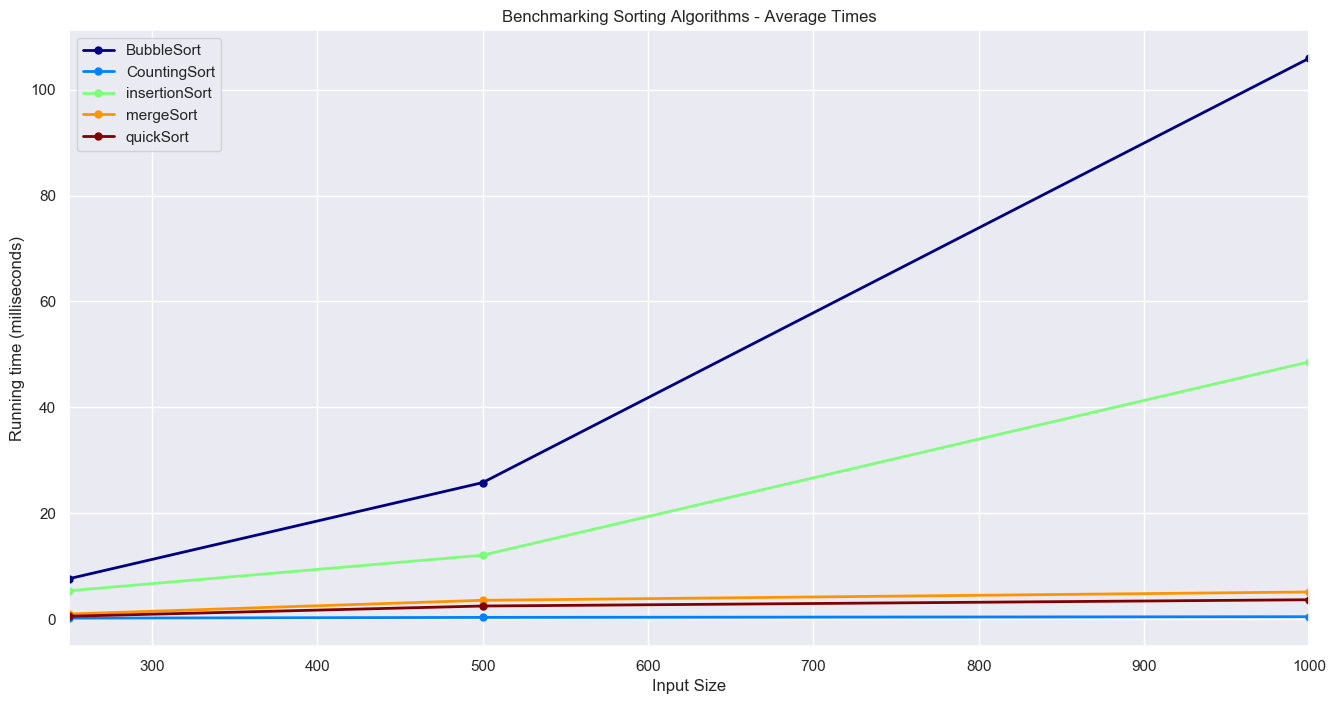 Benchmarking Sorting Algorithms - Average Times
BubbleSort
CountingSort
insertionSort
mergeSort
quickSort
Running time (milliseconds)
100
80
60
40
20
0
300 400 500 600 700 800 900 1000
Input Size